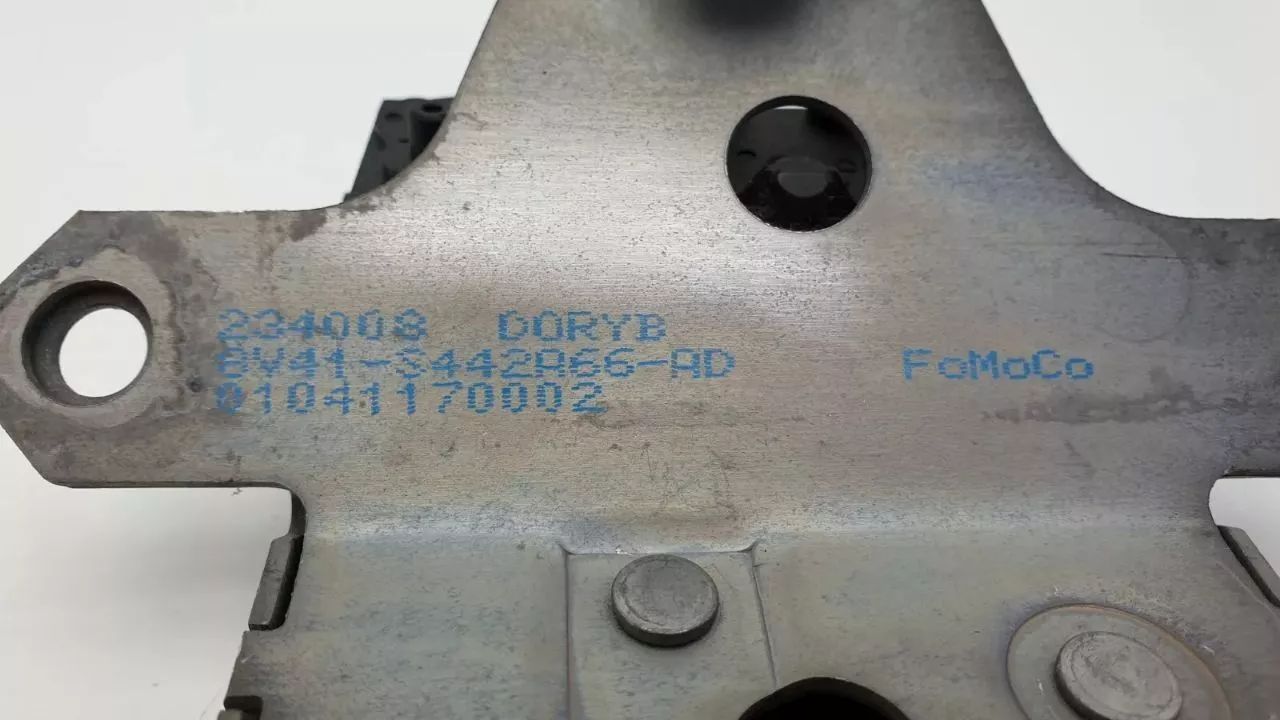 234008 DORYB
8V41-S442A66-AD
01041170002
FoMoCo